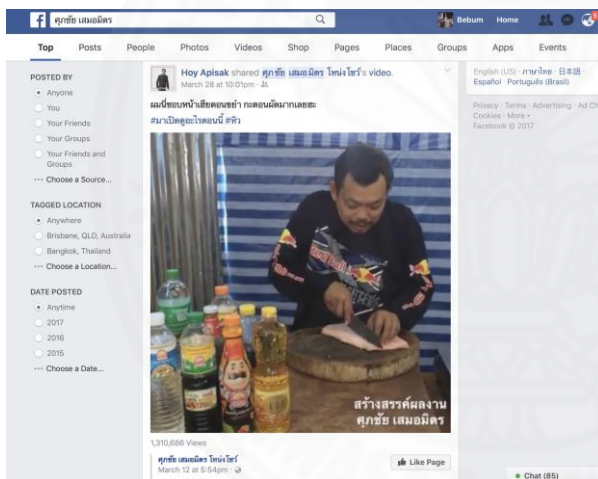 ศุภชัย เสมอมิตร
Bebum Home
Top Posts People Photos Videos Shop Pages Places Groups Apps Events
POSTED BY
Anyone
You
Your Friends
Your Groups
Your Friends and
Groups
Choose a Source...
TAGGED LOCATION
Anywhere
Brisbane, QLD, Australia
Bangkok, Thailand
Choose a Location...
DATE POSTED
Anytime
2017
2016
2015
Choose a Date...
Hoy Apisak shared ศุภชัย เสมอมิตร โหน่งโชว์'s video.
March 28 at 10:01pm
ผมนี่ชอบหน้าเฮียตอนขย่า กะตอนผัดมากเลยฮะ
#มาเปิดดูอะไรตอนนี้ #หิว
Red Bull
สร้างสรรค์ผลงาน
ศุภชัย เสมอมิตร
1,310,686 Views
ศุภชัย เสมอมิตร โหน่งโชว์
March 12 at 5:54pm
Like Page
English (US) · ภาษาไทย · 日本語 ·
Español · Português (Brasil)
Privacy · Terms · Advertising · Ad Ch
Cookies · More
Facebook © 2017
Chat (85)